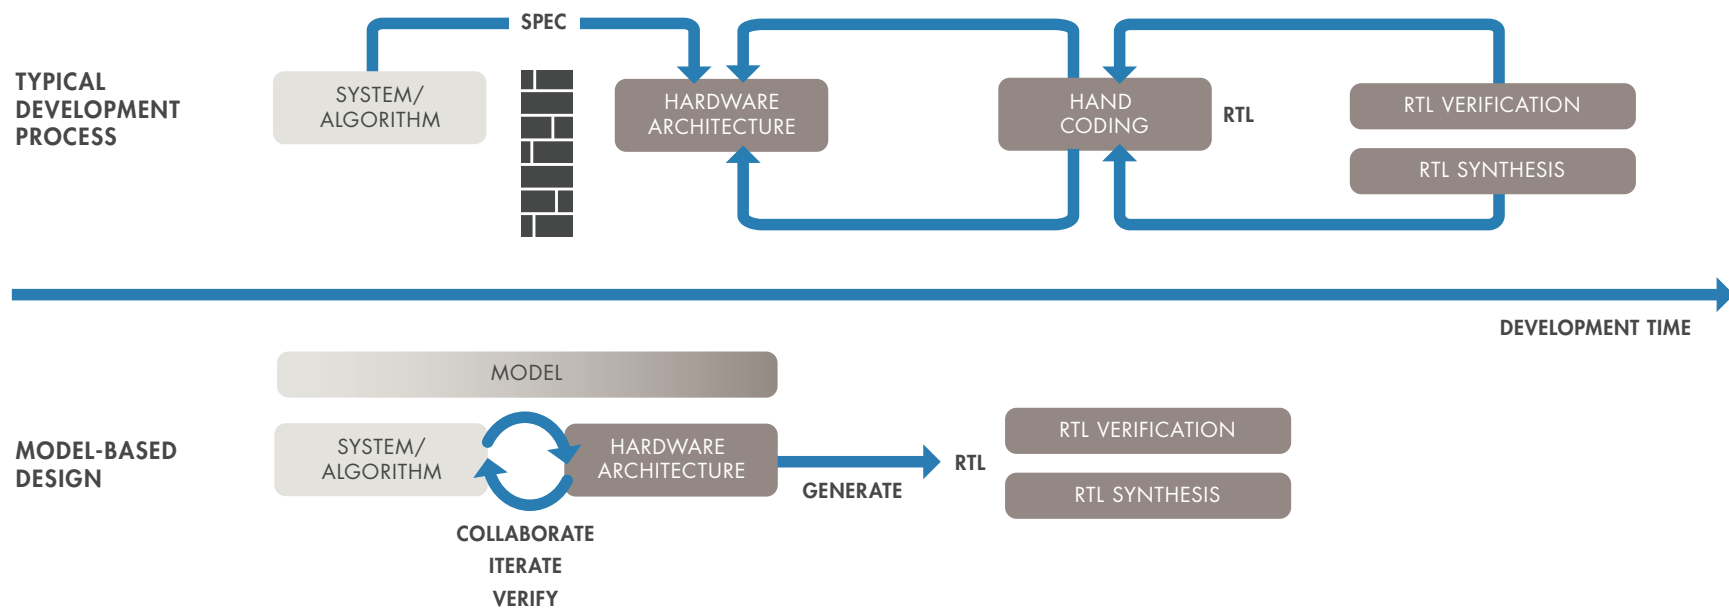 SPEC
TYPICAL
DEVELOPMENT
PROCESS
SYSTEM/
ALGORITHM
HARDWARE
ARCHITECTURE
HAND
CODING
RTL
RTL VERIFICATION
RTL SYNTHESIS
DEVELOPMENT TIME
MODEL
MODEL-BASED
DESIGN
SYSTEM/
ALGORITHM
HARDWARE
ARCHITECTURE
GENERATE
RTL
RTL VERIFICATION
RTL SYNTHESIS
COLLABORATE
ITERATE
VERIFY